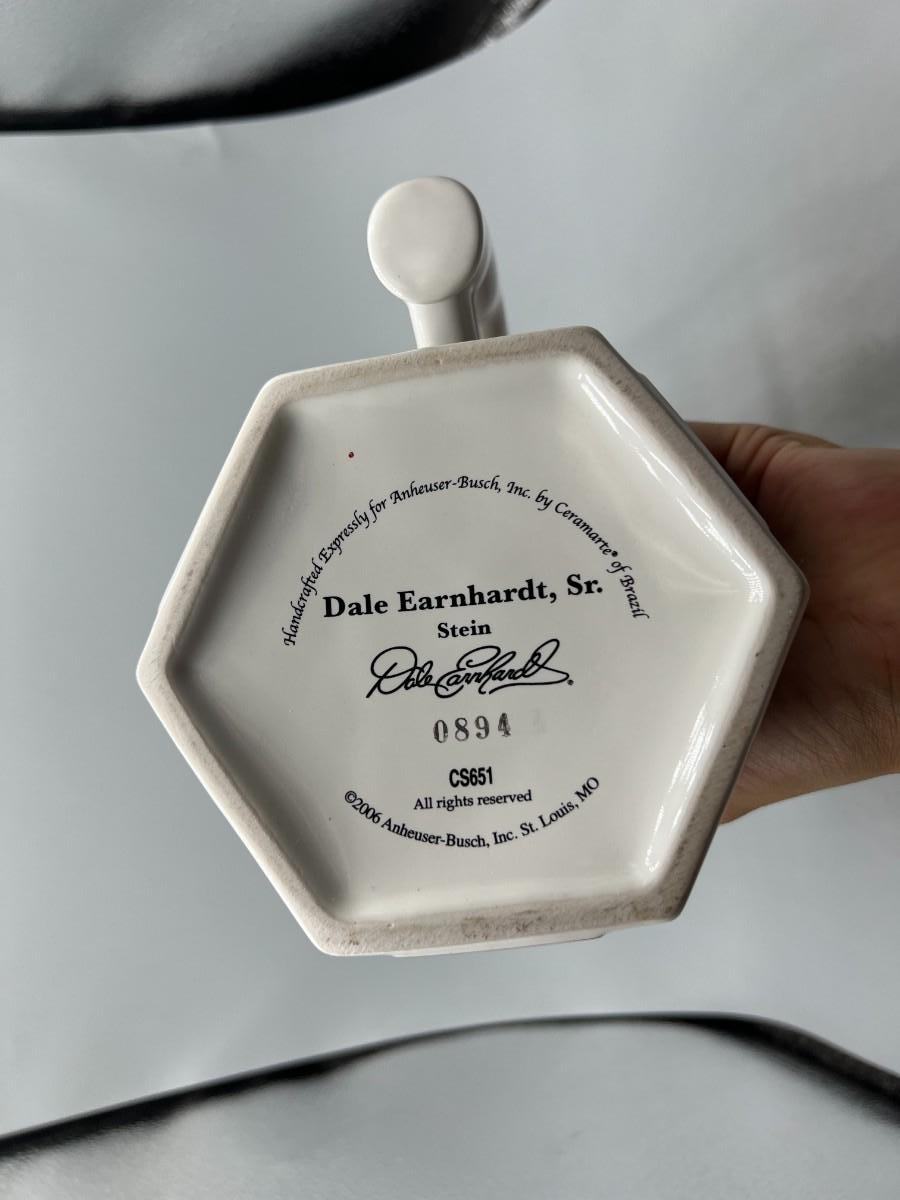 Handcrafted Expressly for Anheuser-Busch, Inc. by Ceramarte® of Brazil
Dale Earnhardt, Sr.
Stein
Dale Earnhardt®
0894
CS651
All rights reserved
©2006 Anheuser-Busch, Inc. St. Louis, MO